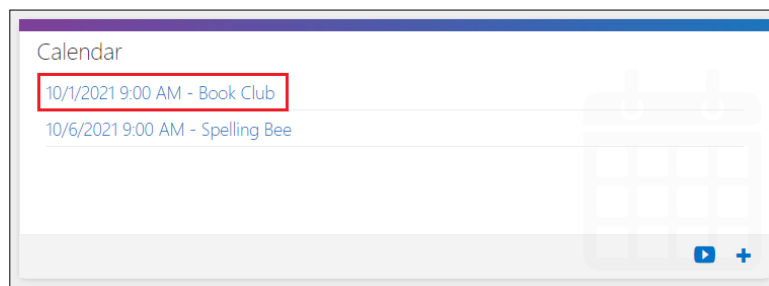 Calendar
10/1/2021 9:00 AM - Book Club
10/6/2021 9:00 AM - Spelling Bee